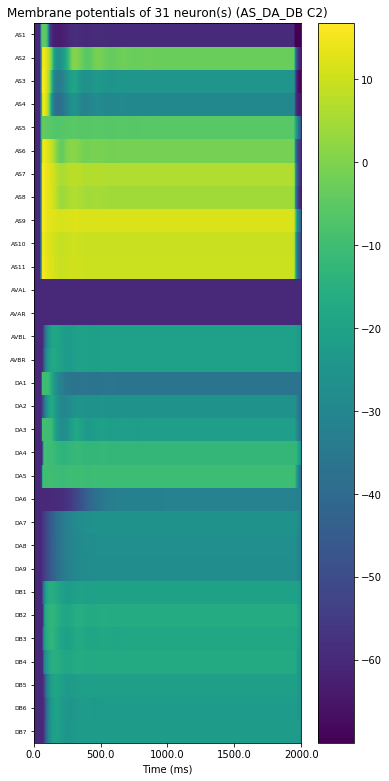 Membrane potentials of 31 neuron(s) (AS_DA_DB C2)
AS1
AS2
AS3
AS4
AS5
AS6
AS7
AS8
AS9
AS10
AS11
AVAL
AVAR
AVBL
AVBR
DA1
DA2
DA3
DA4
DA5
DA6
DA7
DA8
DA9
DB1
DB2
DB3
DB4
DB5
DB6
DB7
0.0 500.0 1000.0 1500.0 2000.0
Time (ms)
10
0
−10
−20
−30
−40
−50
−60